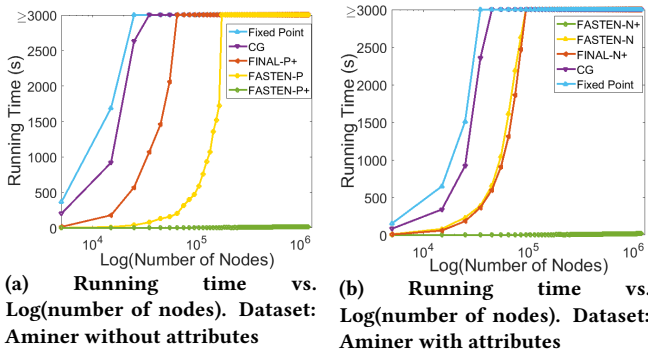 ≥
3000
2500
2000
1500
1000
500
0
Running Time (s)
Fixed Point
CG
FINAL-P+
FASTEN-P
FASTEN-P+
10^4
10^5
10^6
Log(Number of Nodes)
(a) Running time vs.
Log(number of nodes). Dataset:
Aminer without attributes
≥
3000
2500
2000
1500
1000
500
0
Running Time (s)
FASTEN-N+
FASTEN-N
FINAL-N+
CG
Fixed Point
10^4
10^5
10^6
Log(Number of Nodes)
(b) Running time vs.
Log(number of nodes). Dataset:
Aminer with attributes